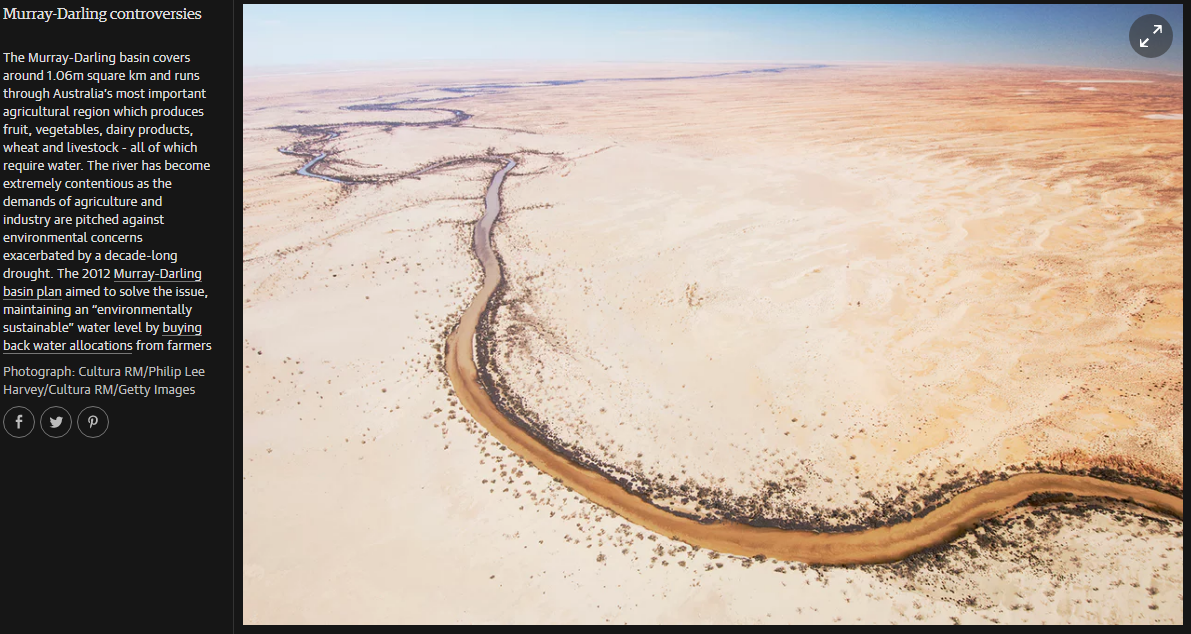 Murray-Darling controversies
The Murray-Darling basin covers
around 1.06m square km and runs
through Australia's most important
agricultural region which produces
fruit, vegetables, dairy products,
wheat and livestock - all of which
require water. The river has become
extremely contentious as the
demands of agriculture and
industry are pitched against
environmental concerns
exacerbated by a decade-long
drought. The 2012 Murray-Darling
basin plan aimed to solve the issue,
maintaining an “environmentally
sustainable” water level by buying
back water allocations from farmers
Photograph: Cultura RM/Philip Lee
Harvey/Cultura RM/Getty Images